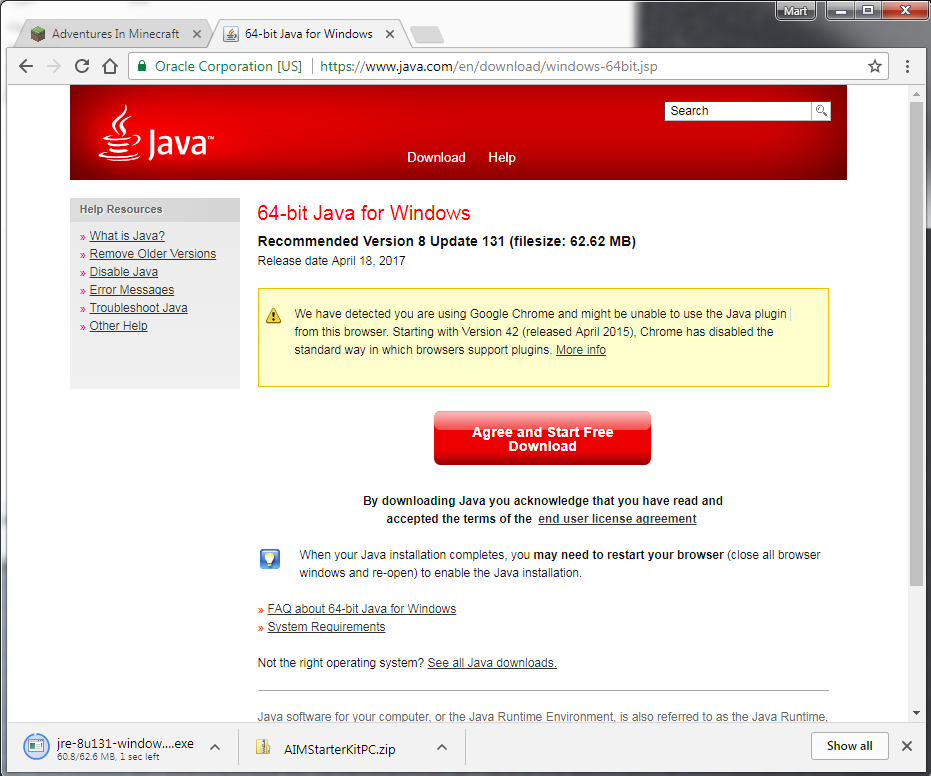 Mart
Adventures In Minecraft
64-bit Java for Windows
Oracle Corporation [US]
https://www.java.com/en/download/windows-64bit.jsp
Java™
Search
Download Help
Help Resources
» What is Java?
» Remove Older Versions
» Disable Java
» Error Messages
» Troubleshoot Java
» Other Help
64-bit Java for Windows
Recommended Version 8 Update 131 (filesize: 62.62 MB)
Release date April 18, 2017
We have detected you are using Google Chrome and might be unable to use the Java plugin
from this browser. Starting with Version 42 (released April 2015), Chrome has disabled the
standard way in which browsers support plugins. More info
Agree and Start Free
Download
By downloading Java you acknowledge that you have read and
accepted the terms of the end user license agreement
When your Java installation completes, you may need to restart your browser (close all browser
windows and re-open) to enable the Java installation.
» FAQ about 64-bit Java for Windows
» System Requirements
Not the right operating system? See all Java downloads.
Java software for your computer, or the Java Runtime Environment, is also referred to as the Java Runtime,
jre-8u131-window....exe
60.8/62.6 MB, 1 sec left
AIMStarterKitPC.zip
Show all